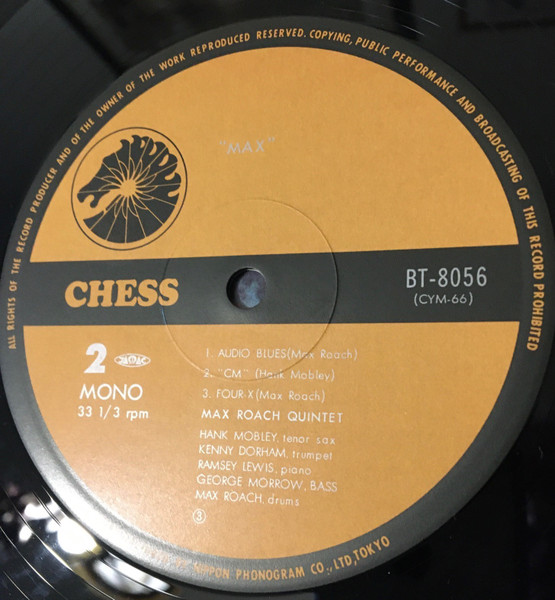 ALL RIGHTS OF THE RECORD PRODUCER AND OF THE OWNER OF THE WORK REPRODUCED RESERVED. COPYING, PUBLIC PERFORMANCE AND BROADCASTING OF THIS RECORD PROHIBITED
"MAX"
CHESS
BT-8056
(CYM-66)
2
JASRAC
MONO
33 1/3 rpm
1. AUDIO BLUES (Max Roach)
2. "CM" (Hank Mobley)
3. FOUR-X (Max Roach)
MAX ROACH QUINTET
HANK MOBLEY, tenor sax
KENNY DORHAM, trumpet
RAMSEY LEWIS, piano
GEORGE MORROW, BASS
MAX ROACH, drums
3
NIPPON PHONOGRAM CO., LTD, TOKYO